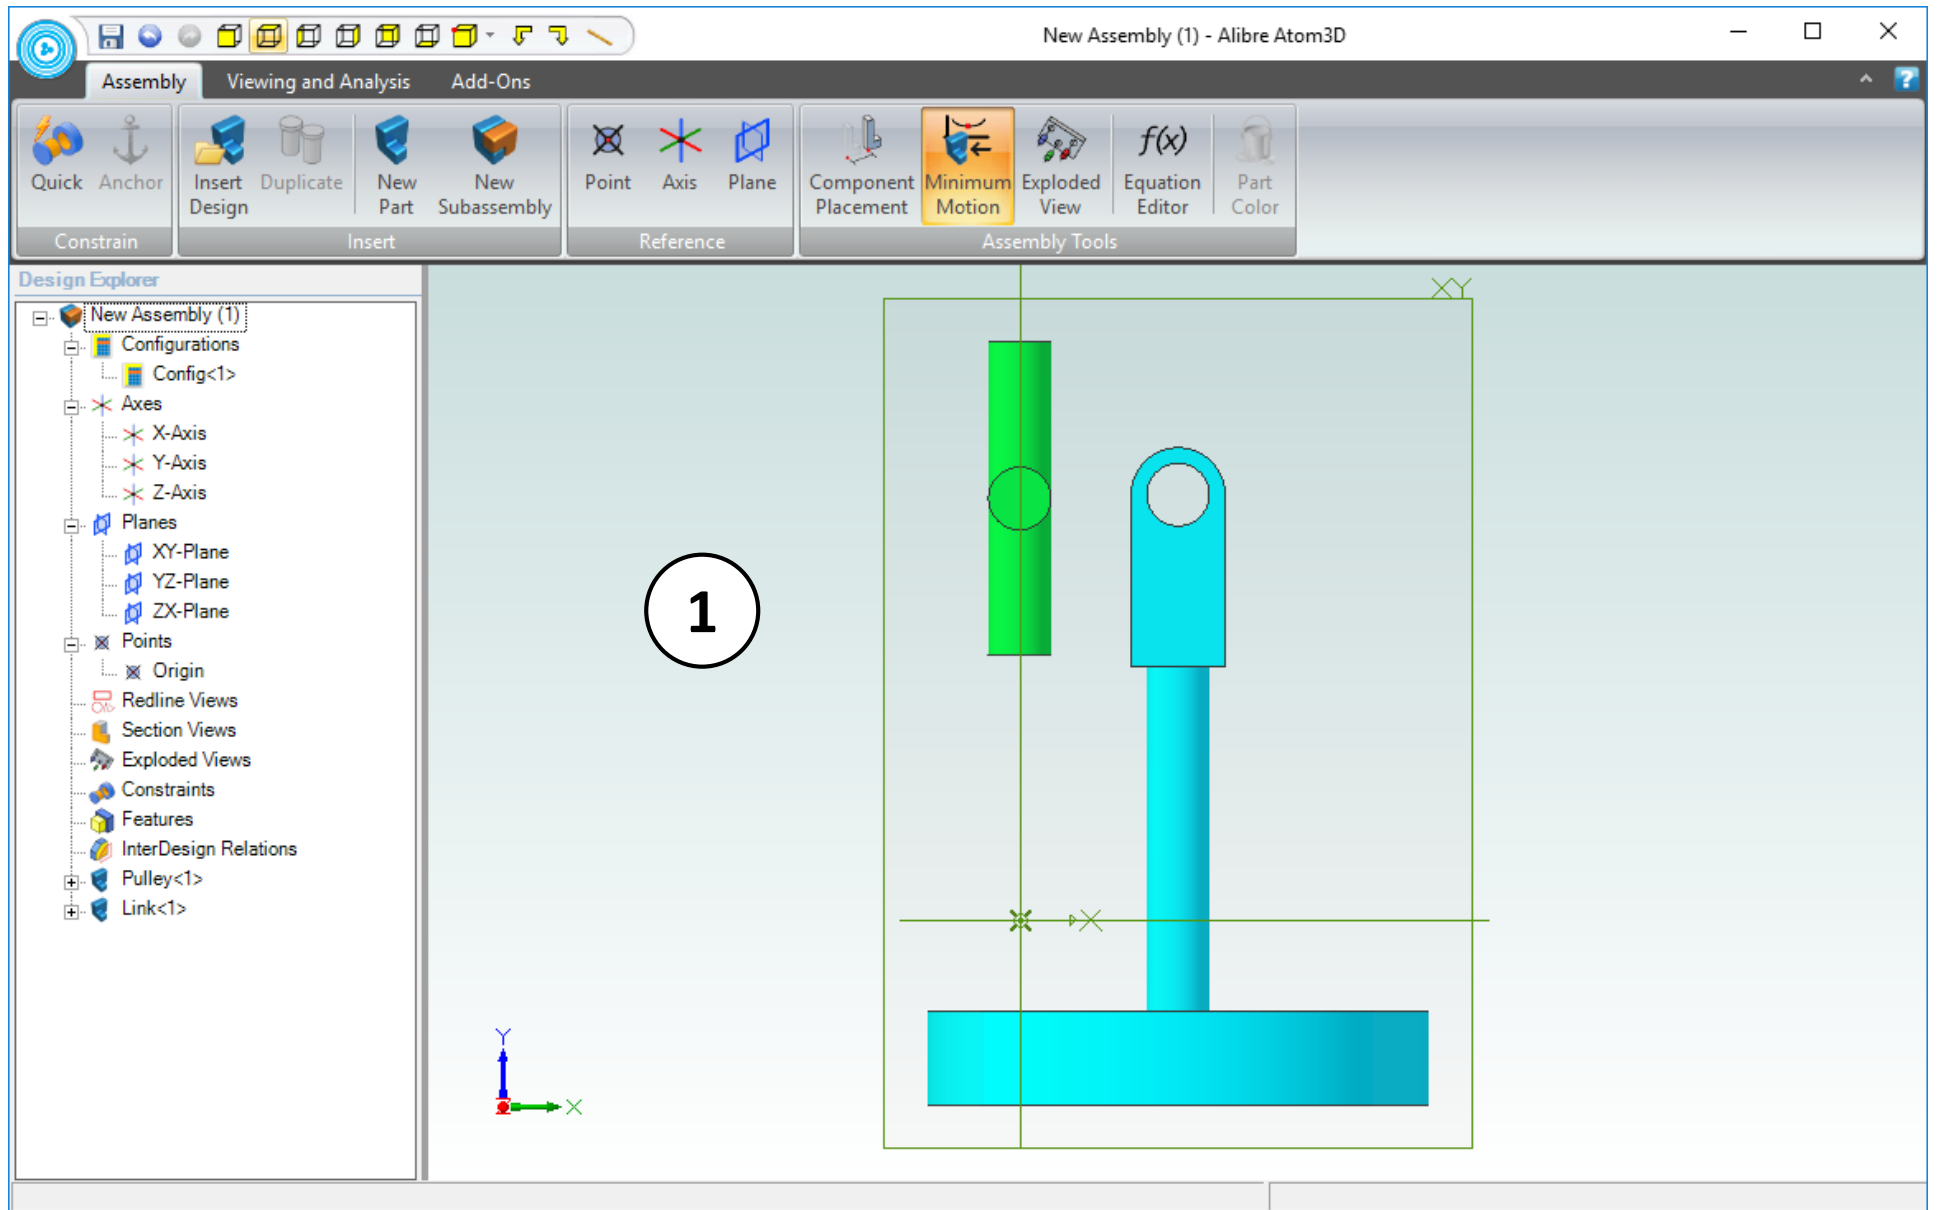 New Assembly (1) - Alibre Atom3D
Assembly Viewing and Analysis Add-Ons
Quick Anchor Insert Design Duplicate New Part New Subassembly Point Axis Plane Component Placement Minimum Motion Exploded View f(x) Equation Editor Part Color
Constrain Insert Reference Assembly Tools
Design Explorer
New Assembly (1)
Configurations
Config<1>
Axes
X-Axis
Y-Axis
Z-Axis
Planes
XY-Plane
YZ-Plane
ZX-Plane
Points
Origin
Redline Views
Section Views
Exploded Views
Constraints
Features
InterDesign Relations
Pulley<1>
Link<1>
XY
1
X
Y
X